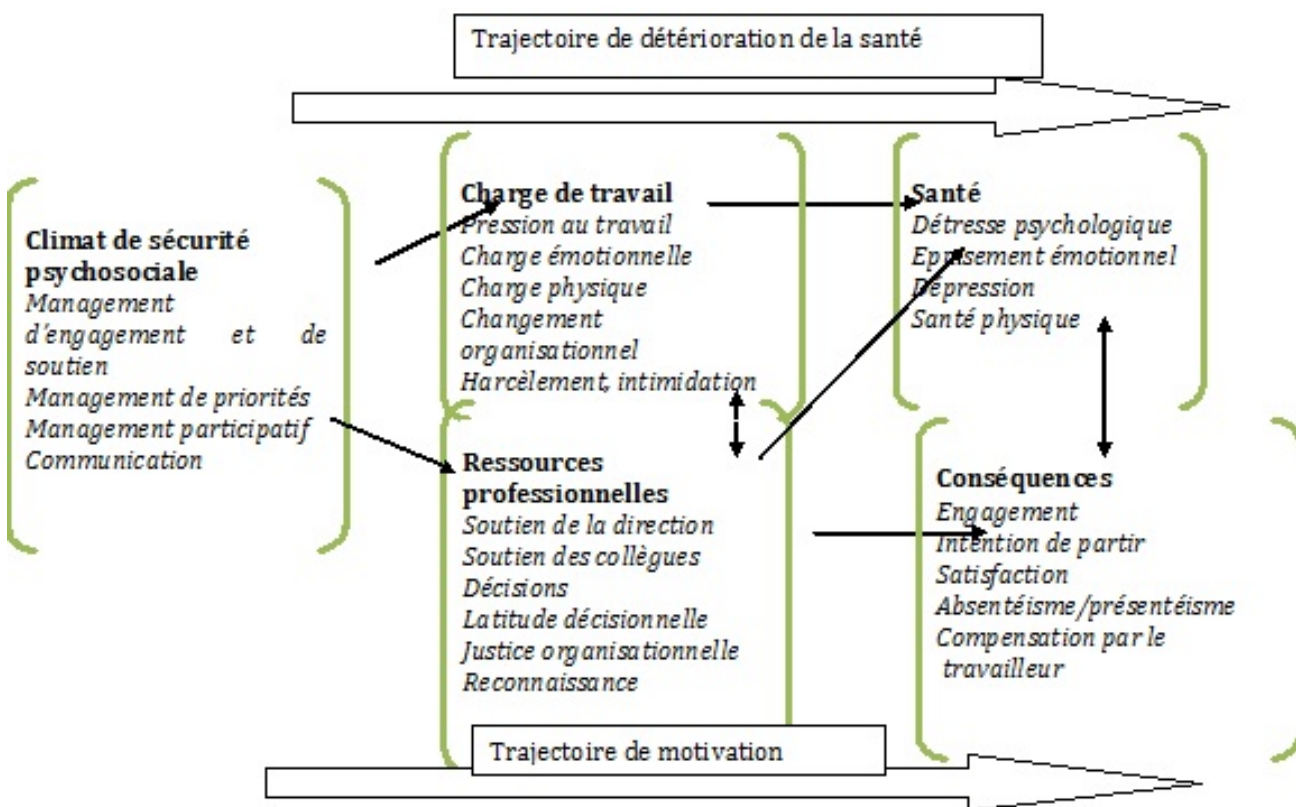 Trajectoire de détérioration de la santé
Climat de sécurité
psychosociale
Management
d'engagement et de
soutien
Management de priorités
Management participatif
Communication
Charge de travail
Pression au travail
Charge émotionnelle
Charge physique
Changement
organisationnel
Harcèlement, intimidation
Ressources
professionnelles
Soutien de la direction
Soutien des collègues
Décisions
Latitude décisionnelle
Justice organisationnelle
Reconnaissance
Santé
Détresse psychologique
Epuisement émotionnel
Dépression
Santé physique
Conséquences
Engagement
Intention de partir
Satisfaction
Absentéisme/présentéisme
Compensation par le
travailleur
Trajectoire de motivation